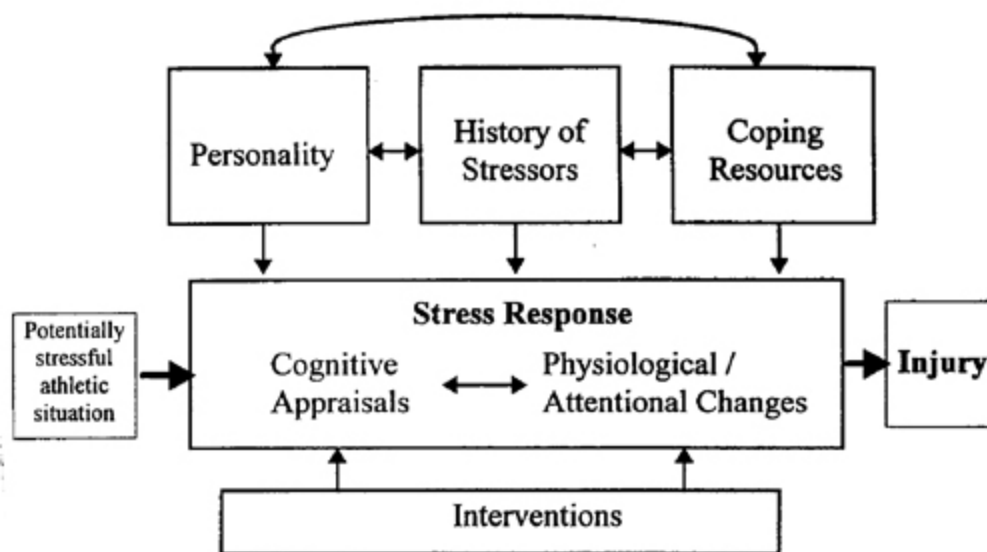 Personality
History of
Stressors
Coping
Resources
Potentially
stressful
athletic
situation
Stress Response
Cognitive
Appraisals
Physiological /
Attentional Changes
Injury
Interventions